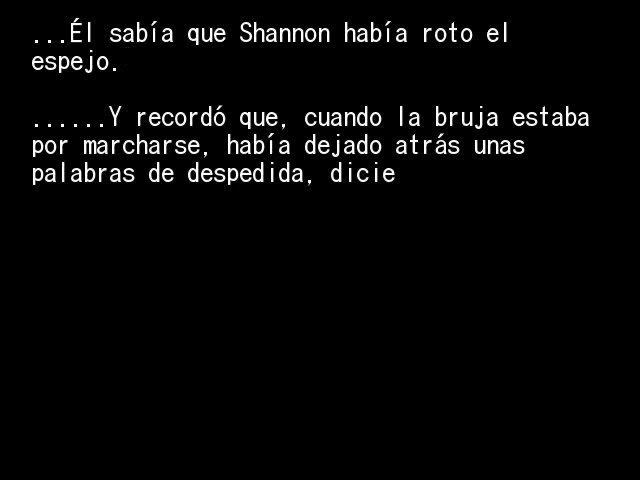 ...Él sabía que Shannon había roto el
espejo.
......Y recordó que, cuando la bruja estaba
por marcharse, había dejado atrás unas
palabras de despedida, dicie